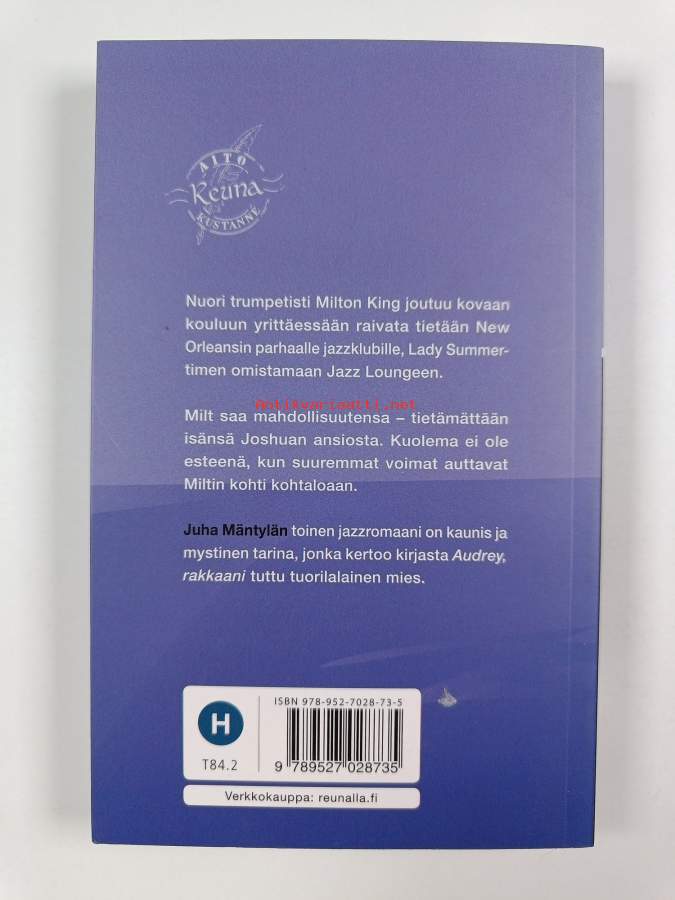 AITO
Reuna
KUSTANNE
Nuori trumpetisti Milton King joutuu kovaan
kouluun yrittäessään raivata tietään New
Orleansin parhaalle jazzklubille, Lady Summer-
timen omistamaan Jazz Loungeen.
Antikvariaatti.net
Milt saa mahdollisuutensa – tietämättään
isänsä Joshuan ansiosta. Kuolema ei ole
esteenä, kun suuremmat voimat auttavat
Miltin kohti kohtaloaan.
Juha Mäntylän toinen jazzromaani on kaunis ja
mystinen tarina, jonka kertoo kirjasta Audrey,
rakkaani tuttu tuorilalainen mies.
ISBN 978-952-7028-73-5
H
T84.2
9 789527 028735
Verkkokauppa: reunalla.fi